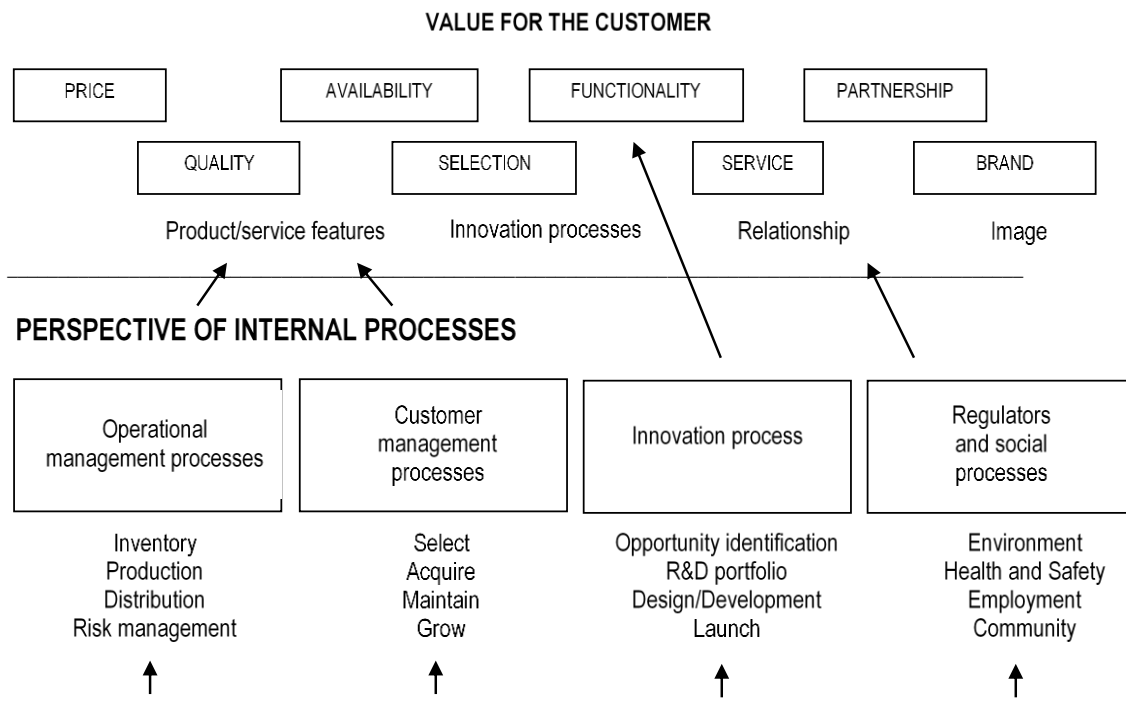 VALUE FOR THE CUSTOMER
PRICE
AVAILABILITY
FUNCTIONALITY
PARTNERSHIP
QUALITY
SELECTION
SERVICE
BRAND
Product/service features
Innovation processes
Relationship
Image
PERSPECTIVE OF INTERNAL PROCESSES
Operational
management processes
Customer
management
processes
Innovation process
Regulators
and social
processes
Inventory
Production
Distribution
Risk management
Select
Acquire
Maintain
Grow
Opportunity identification
R&D portfolio
Design/Development
Launch
Environment
Health and Safety
Employment
Community